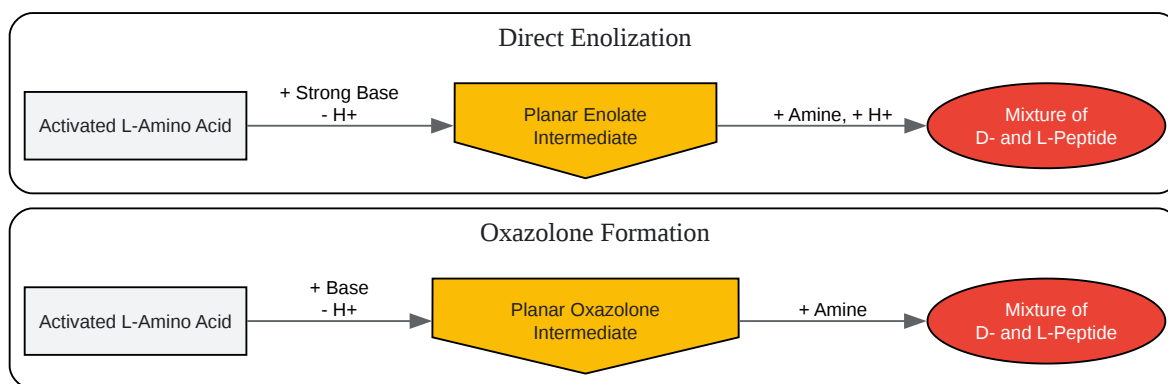 Direct Enolization
Activated L-Amino Acid
+ Strong Base
- H+
Planar Enolate
Intermediate
+ Amine, + H+
Mixture of
D- and L-Peptide
Oxazolone Formation
Activated L-Amino Acid
+ Base
- H+
Planar Oxazolone
Intermediate
+ Amine
Mixture of
D- and L-Peptide